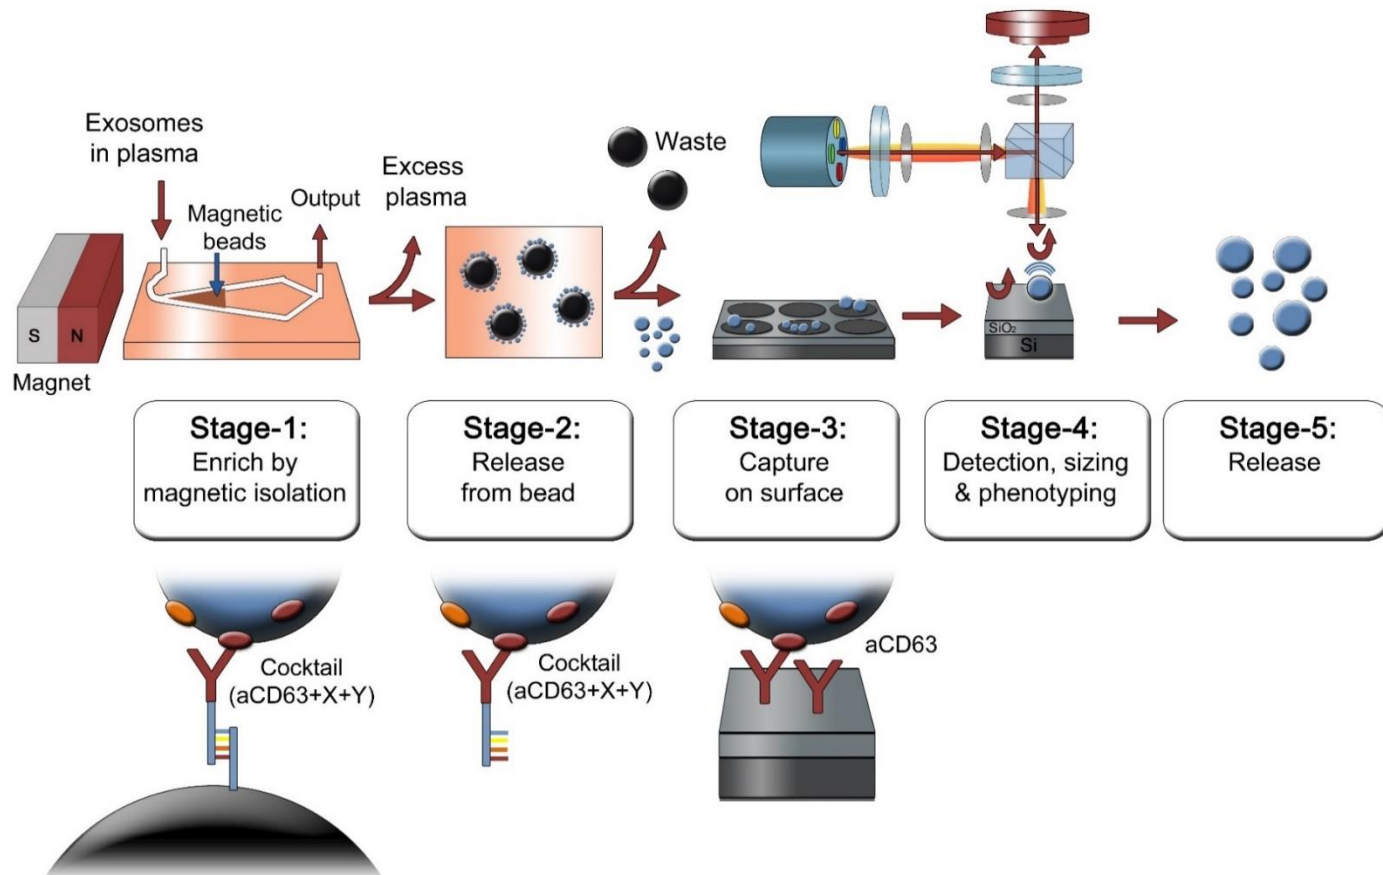 Exosomes
in plasma
Magnetic
beads
Output
S
N
Magnet
Excess
plasma
Waste
SiO₂
Si
Stage-1:
Enrich by
magnetic isolation
Stage-2:
Release
from bead
Stage-3:
Capture
on surface
Stage-4:
Detection, sizing
& phenotyping
Stage-5:
Release
Cocktail
(aCD63+X+Y)
Cocktail
(aCD63+X+Y)
aCD63